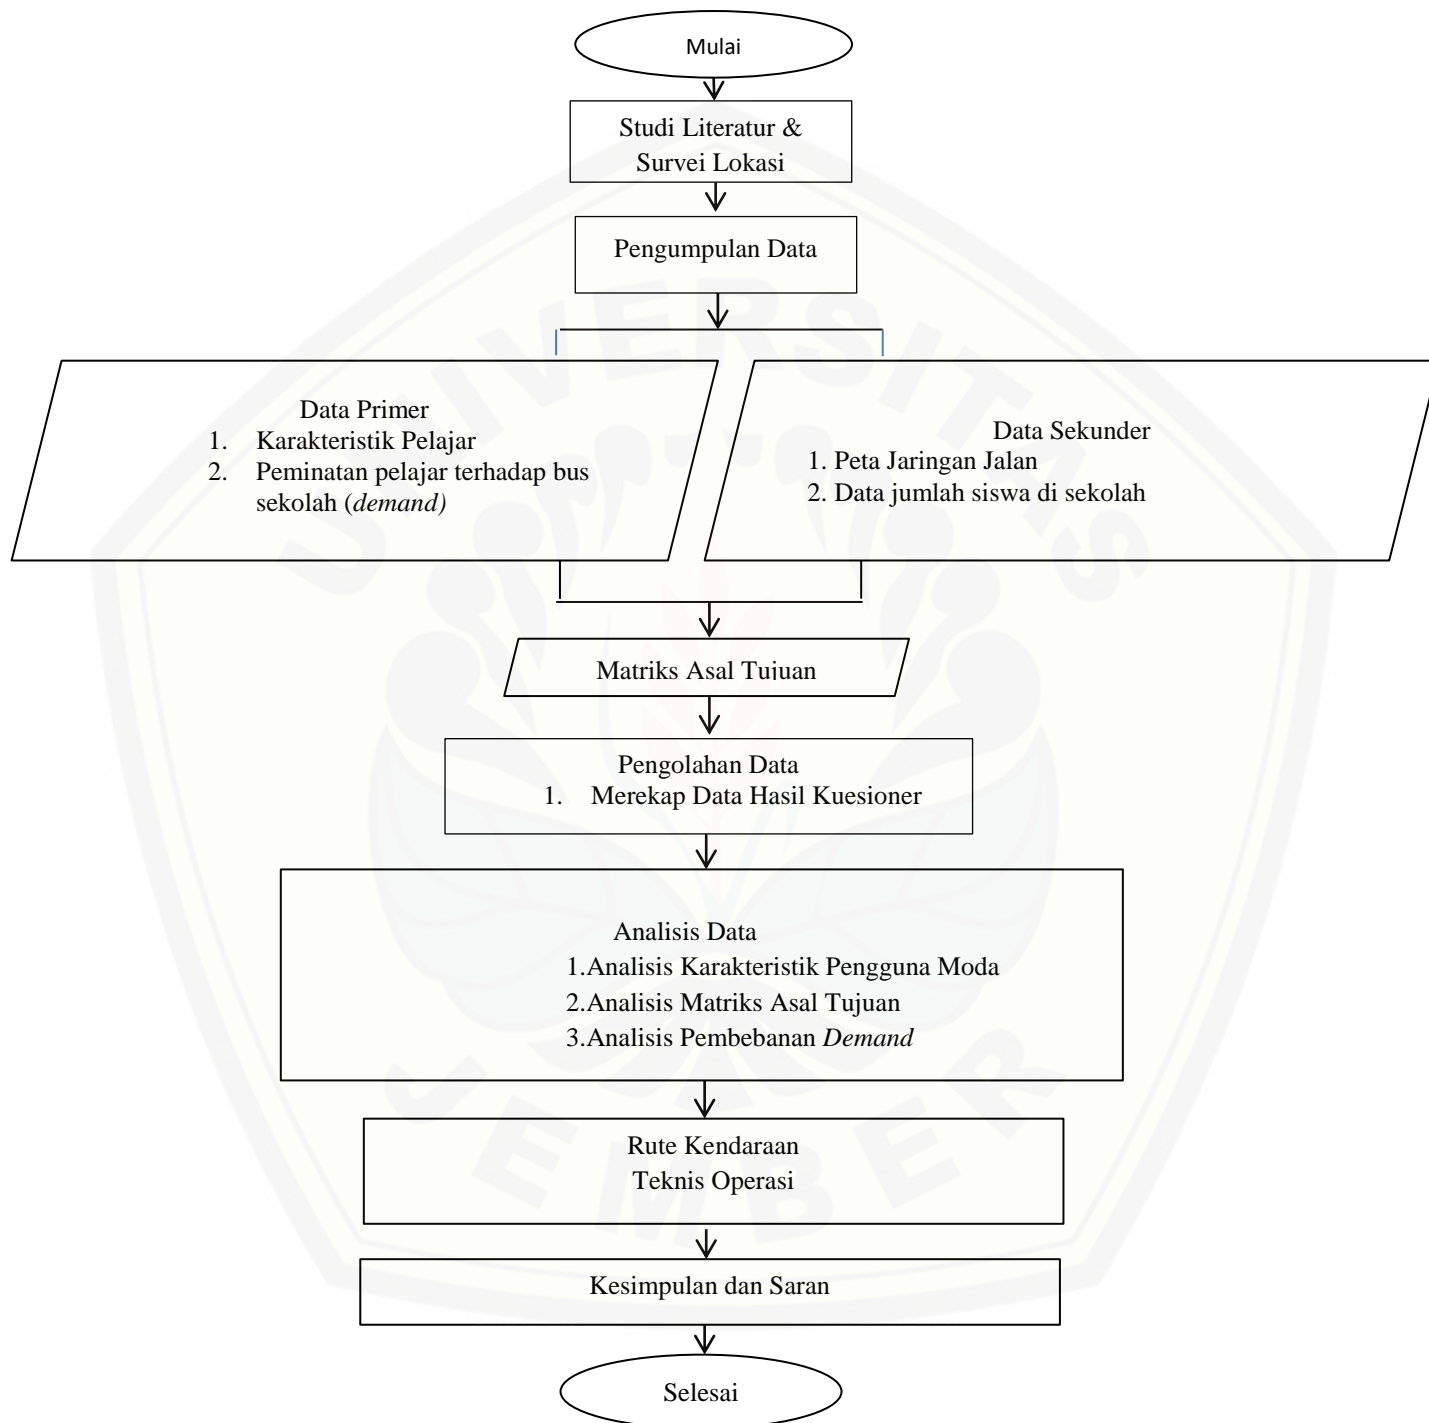 Mulai
Studi Literatur &
Survei Lokasi
Pengumpulan Data
Data Primer
1. Karakteristik Pelajar
2. Peminatan pelajar terhadap bus
sekolah (demand)
Data Sekunder
1. Peta Jaringan Jalan
2. Data jumlah siswa di sekolah
Matriks Asal Tujuan
Pengolahan Data
1. Merekap Data Hasil Kuesioner
Analisis Data
1.Analisis Karakteristik Pengguna Moda
2.Analisis Matriks Asal Tujuan
3.Analisis Pembebanan Demand
Rute Kendaraan
Teknis Operasi
Kesimpulan dan Saran
Selesai
UNIVERSITAS
JEMBER